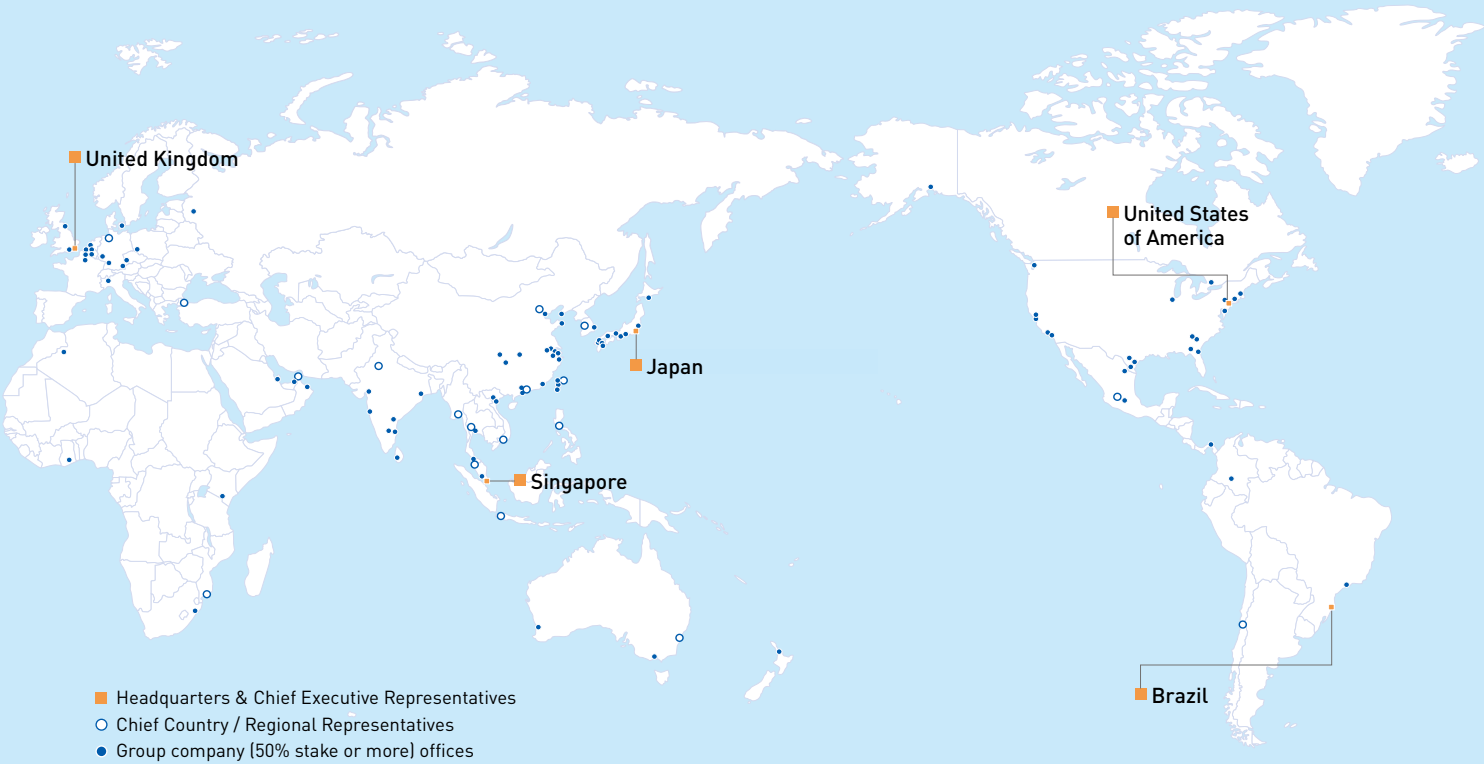 United Kingdom
United States
of America
Japan
Singapore
Brazil
Headquarters & Chief Executive Representatives
Chief Country / Regional Representatives
Group company (50% stake or more) offices